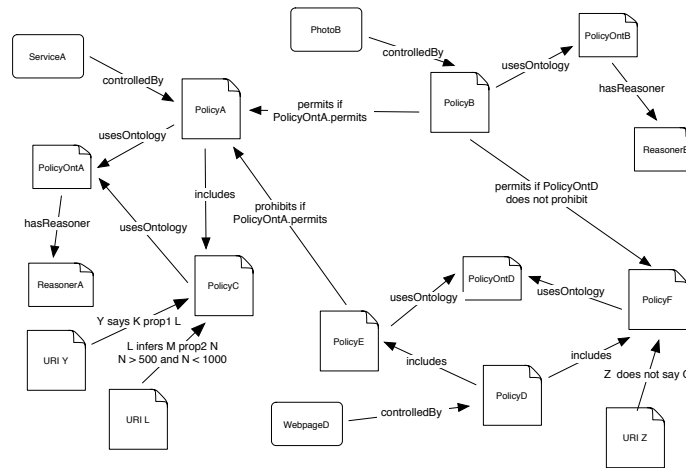 PhotoB
ServiceA
controlledBy
PolicyOntB
usesOntology
controlledBy
PolicyA
permits if
PolicyOntA.permits
PolicyB
hasReasoner
usesOntology
PolicyOntA
permits if PolicyOntD
does not prohibit
includes
prohibits if
PolicyOntA.permits
hasReasoner
usesOntology
ReasonerA
PolicyC
PolicyOntD
PolicyF
usesOntology
usesOntology
Y says K prop1 L
L infers M prop2 N
N > 500 and N < 1000
PolicyE
URI Y
includes
includes
Z does not say
PolicyD
URI L
WebpageD
controlledBy
URI Z